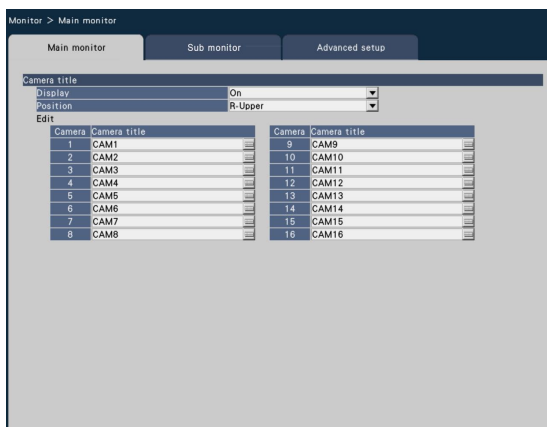 Monitor > Main monitor
Main monitor Sub monitor Advanced setup
Camera title
Display On
Position R-Upper
Edit
Camera Camera title Camera Camera title
1 CAM1 9 CAM9
2 CAM2 10 CAM10
3 CAM3 11 CAM11
4 CAM4 12 CAM12
5 CAM5 13 CAM13
6 CAM6 14 CAM14
7 CAM7 15 CAM15
8 CAM8 16 CAM16